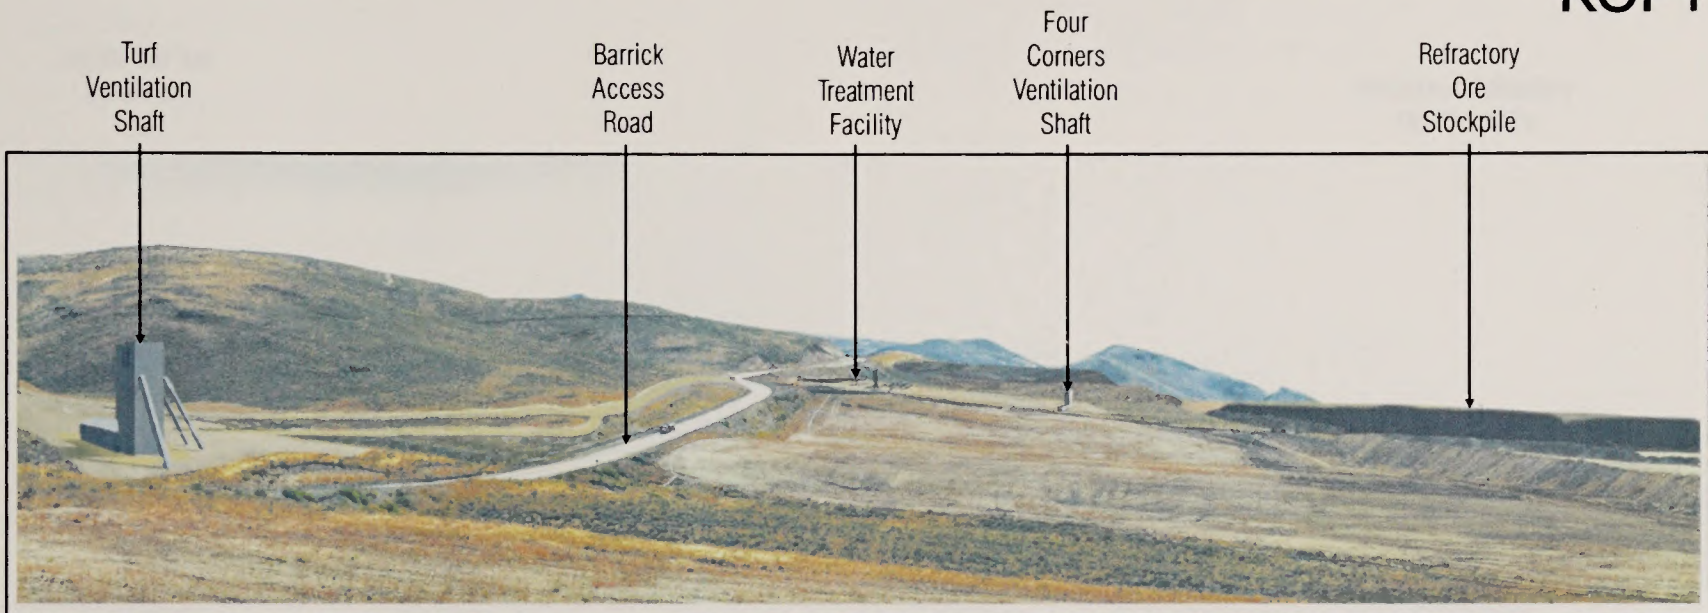 Turf
Ventilation
Shaft
Barrick
Access
Road
Water
Treatment
Facility
Four
Corners
Ventilation
Shaft
Refractory
Ore
Stockpile